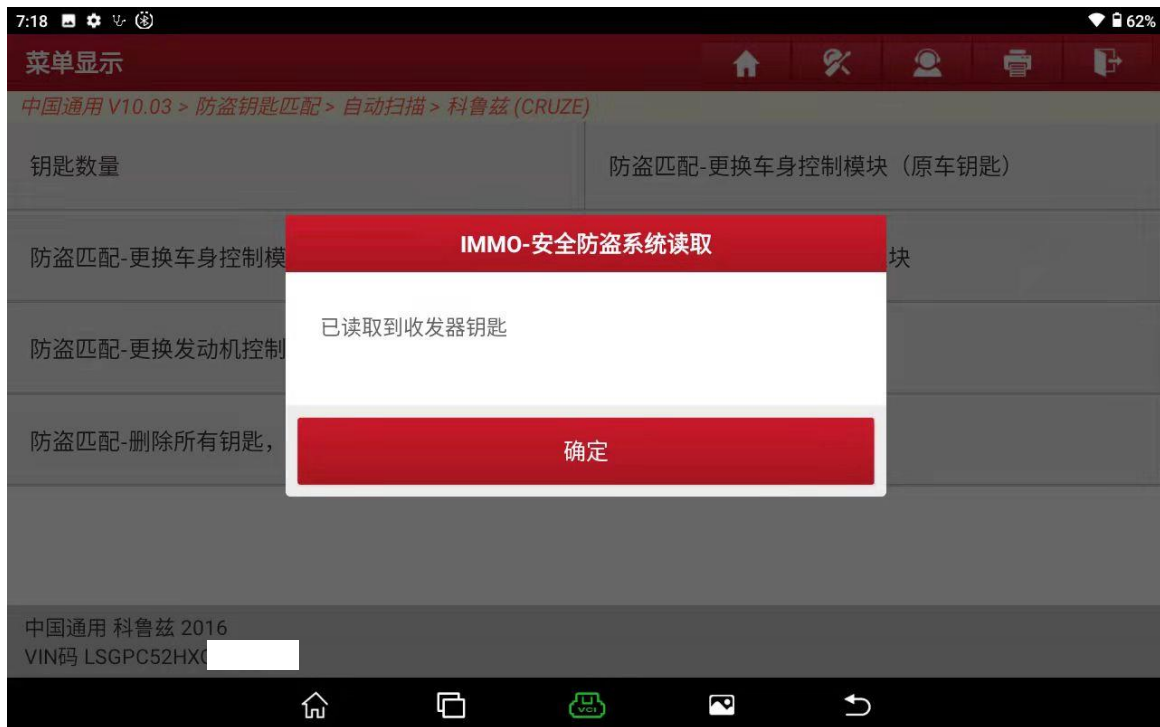 7:18
62%
菜单显示
中国通用 V10.03 > 防盗钥匙匹配 > 自动扫描 > 科鲁兹 (CRUZE)
钥匙数量
防盗匹配-更换车身控制模块（原车钥匙）
IMMO-安全防盗系统读取
防盗匹配-更换车身控制模
块
已读取到收发器钥匙
防盗匹配-更换发动机控制
防盗匹配-删除所有钥匙，
确定
中国通用 科鲁兹 2016
VIN码 LSGPC52HX
VCI